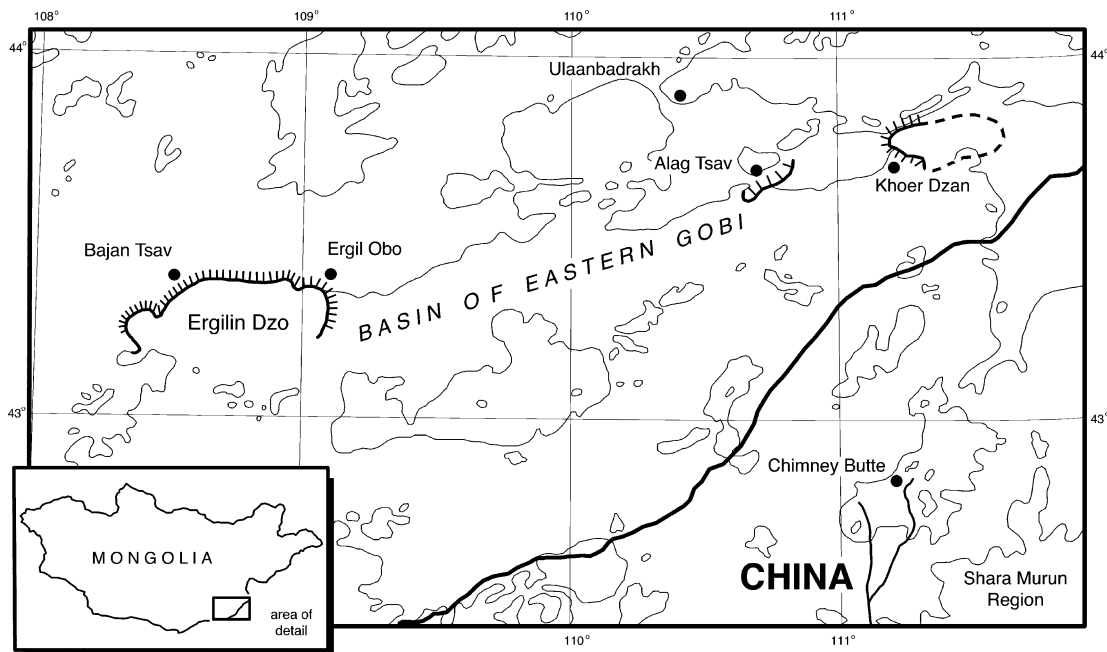 108°
109°
110°
111°
44°
44°
Ulaanbadrakh
Alag Tsav
Khoer Dzan
Bajan Tsav
Ergil Obo
Ergilin Dzo
BASIN OF EASTERN GOBI
43°
43°
Chimney Butte
MONGOLIA
CHINA
Shara Murun
Region
area of
detail
110°
111°